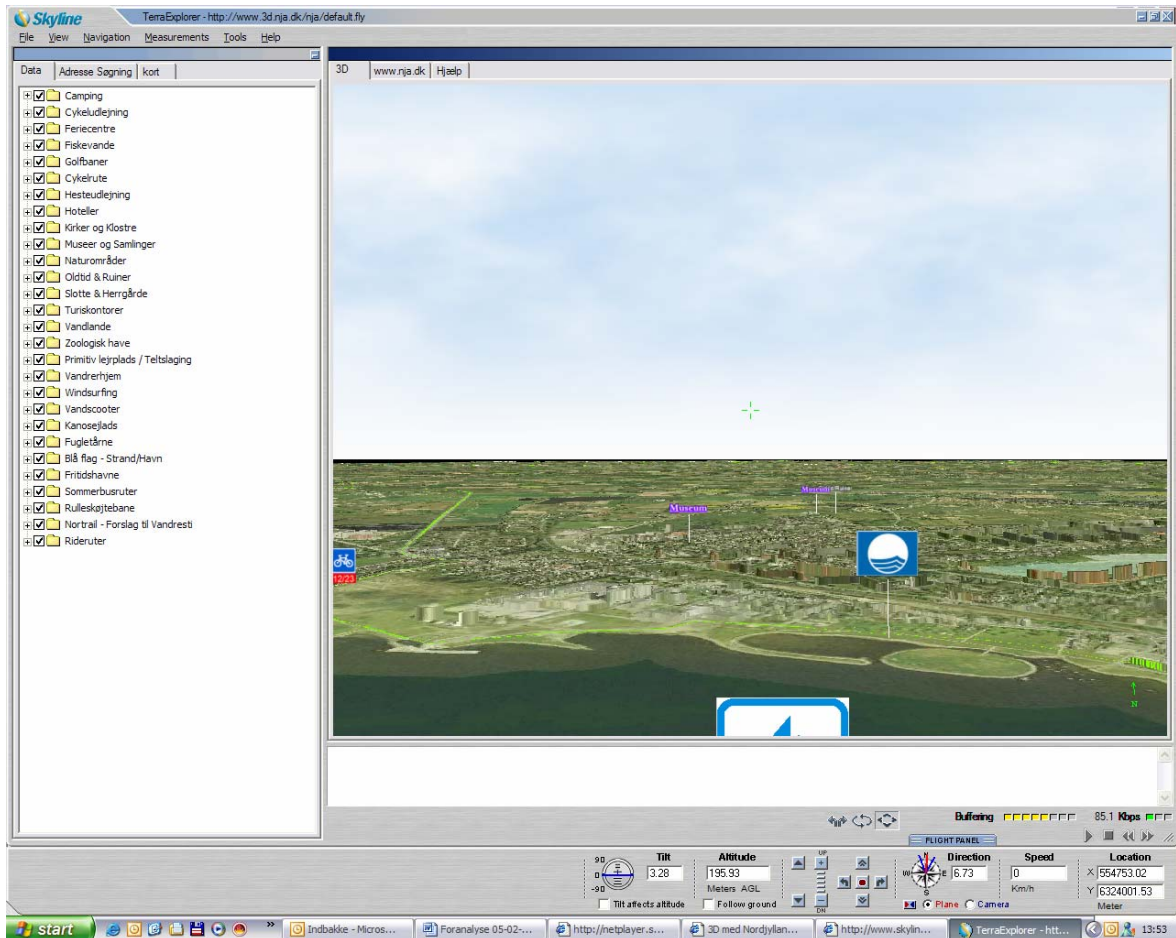 Skyline TerraExplorer - http://www.3d.nja.dk/nja/default.fly
File View Navigation Measurements Tools Help
Data Adresse Søgning kort
Camping
Cykeludlejning
Feriecentre
Fiskevande
Golfbaner
Cykelrute
Hesteudlejning
Hoteller
Kirker og Klostre
Museer og Samlinger
Naturområder
Oldtid & Ruiner
Slotte & Herrgårde
Turiskontorer
Vandlande
Zoologisk have
Primitiv lejrplads / Teltslaging
Vandrerhjem
Windsurfing
Vandscooter
Kanosejlads
Fugletårne
Blå flag - Strand/Havn
Fritidshavne
Sommerbusruter
Rulleskøjtebane
Nortrail - Forslag til Vandresti
Rideruter
3D www.nja.dk Hjælp
Museum
12/23
N
Buffering 85.1 Kbps
FLIGHT PANEL
Tilt Altitude Direction Speed Location
90 0 -90
3.28 195.93 6.73 0 X 554753.02
Meters AGL Km/h Y 6324001.53
Tilt affects altitude Follow ground UP DN N E S W Plane Camera Meter
start Indbakke - Micros... Foranalyse 05-02-... http://netplayer.s... 3D med Nordjyllan... http://www.skylin... TerraExplorer - htt... 13:53